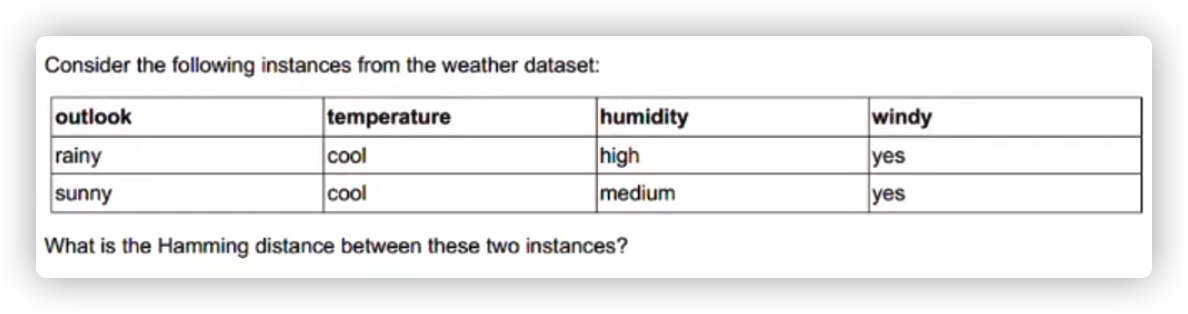 Consider the following instances from the weather dataset:
outlook temperature humidity windy
rainy cool high yes
sunny cool medium yes
What is the Hamming distance between these two instances?